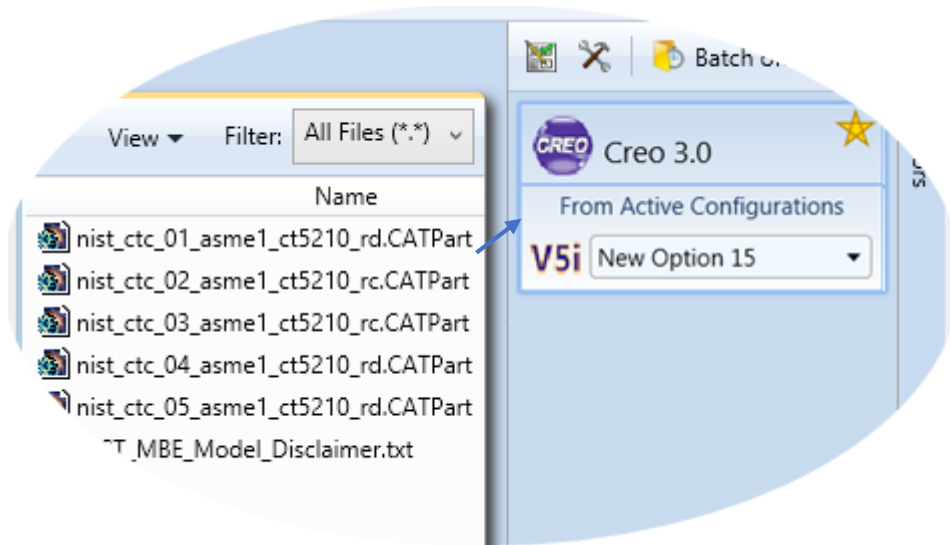 Batch
View Filter: All Files (*.*)
Name
nist_ctc_01_asme1_ct5210_rd.CATPart
nist_ctc_02_asme1_ct5210_rc.CATPart
nist_ctc_03_asme1_ct5210_rc.CATPart
nist_ctc_04_asme1_ct5210_rd.CATPart
nist_ctc_05_asme1_ct5210_rd.CATPart
_MBE_Model_Disclaimer.txt
CREO Creo 3.0
From Active Configurations
V5i New Option 15